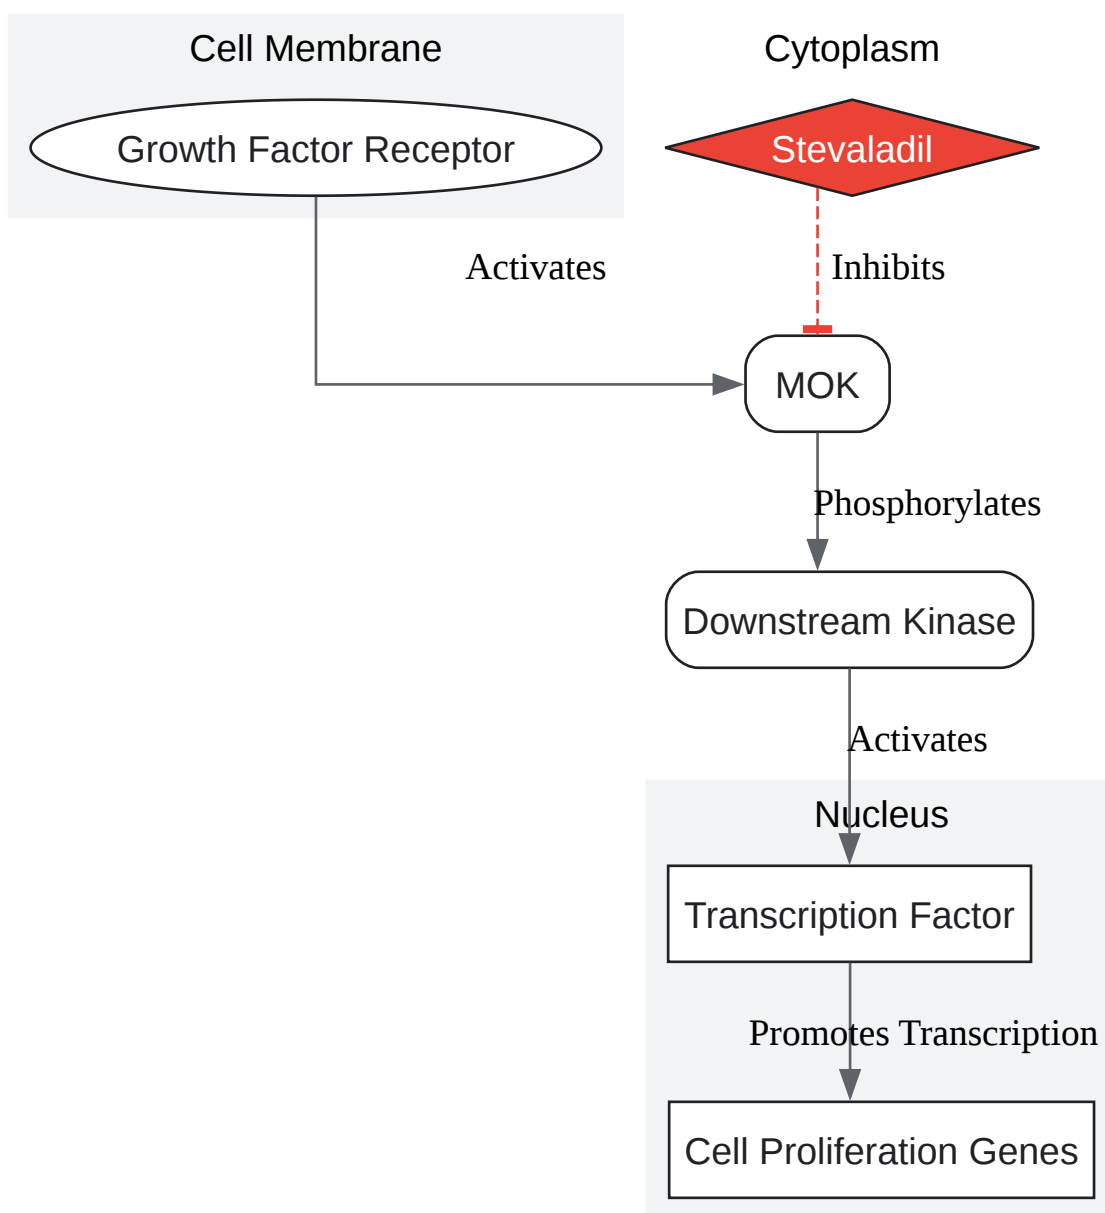 Cell Membrane
Cytoplasm
Growth Factor Receptor
Stevaladil
Activates
Inhibits
MOK
Phosphorylates
Downstream Kinase
Activates
Nucleus
Transcription Factor
Promotes Transcription
Cell Proliferation Genes